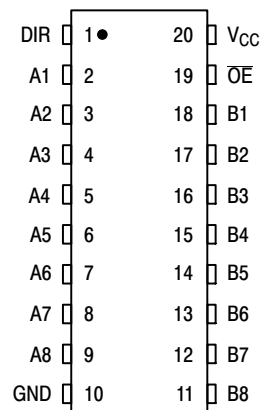 DIR 1 20 VCC
A1 2 19 OE
A2 3 18 B1
A3 4 17 B2
A4 5 16 B3
A5 6 15 B4
A6 7 14 B5
A7 8 13 B6
A8 9 12 B7
GND 10 11 B8